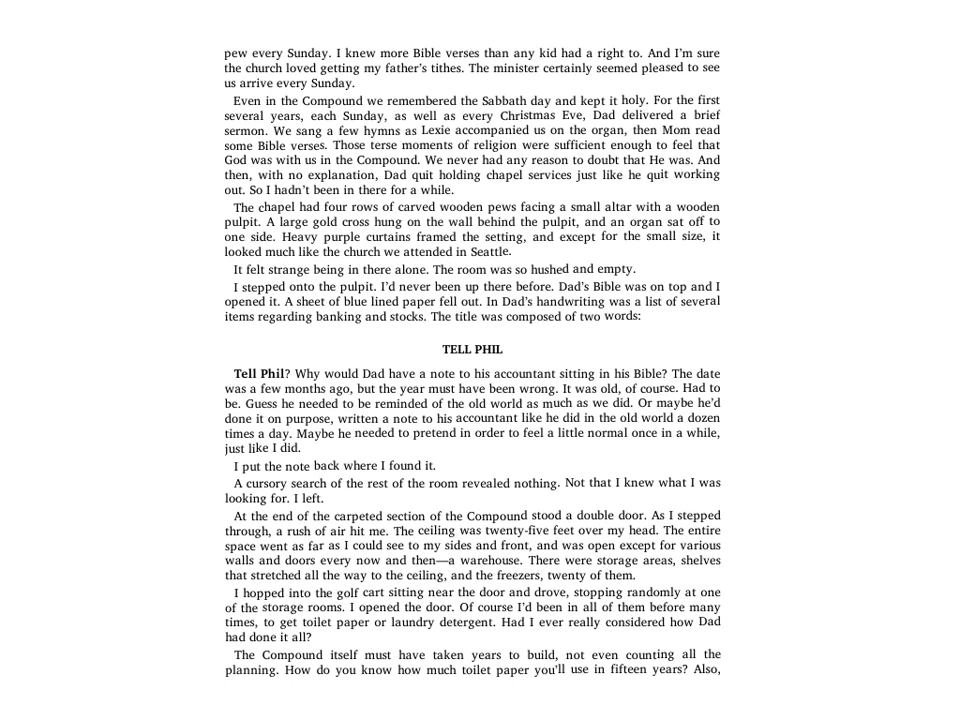 pew every Sunday. I knew more Bible verses than any kid had a right to. And I'm sure
the church loved getting my father's tithes. The minister certainly seemed pleased to see
us arrive every Sunday.
Even in the Compound we remembered the Sabbath day and kept it holy. For the first
several years, each Sunday, as well as every Christmas Eve, Dad delivered a brief
sermon. We sang a few hymns as Lexie accompanied us on the organ, then Mom read
some Bible verses. Those terse moments of religion were sufficient enough to feel that
God was with us in the Compound. We never had any reason to doubt that He was. And
then, with no explanation, Dad quit holding chapel services just like he quit working
out. So I hadn't been in there for a while.
The chapel had four rows of carved wooden pews facing a small altar with a wooden
pulpit. A large gold cross hung on the wall behind the pulpit, and an organ sat off to
one side. Heavy purple curtains framed the setting, and except for the small size, it
looked much like the church we attended in Seattle.
It felt strange being in there alone. The room was so hushed and empty.
I stepped onto the pulpit. I'd never been up there before. Dad's Bible was on top and I
opened it. A sheet of blue lined paper fell out. In Dad's handwriting was a list of several
items regarding banking and stocks. The title was composed of two words:
TELL PHIL
Tell Phil? Why would Dad have a note to his accountant sitting in his Bible? The date
was a few months ago, but the year must have been wrong. It was old, of course. Had to
be. Guess he needed to be reminded of the old world as much as we did. Or maybe he'd
done it on purpose, written a note to his accountant like he did in the old world a dozen
times a day. Maybe he needed to pretend in order to feel a little normal once in a while,
just like I did.
I put the note back where I found it.
A cursory search of the rest of the room revealed nothing. Not that I knew what I was
looking for. I left.
At the end of the carpeted section of the Compound stood a double door. As I stepped
through, a rush of air hit me. The ceiling was twenty-five feet over my head. The entire
space went as far as I could see to my sides and front, and was open except for various
walls and doors every now and then—a warehouse. There were storage areas, shelves
that stretched all the way to the ceiling, and the freezers, twenty of them.
I hopped into the golf cart sitting near the door and drove, stopping randomly at one
of the storage rooms. I opened the door. Of course I'd been in all of them before many
times, to get toilet paper or laundry detergent. Had I ever really considered how Dad
had done it all?
The Compound itself must have taken years to build, not even counting all the
planning. How do you know how much toilet paper you'll use in fifteen years? Also,